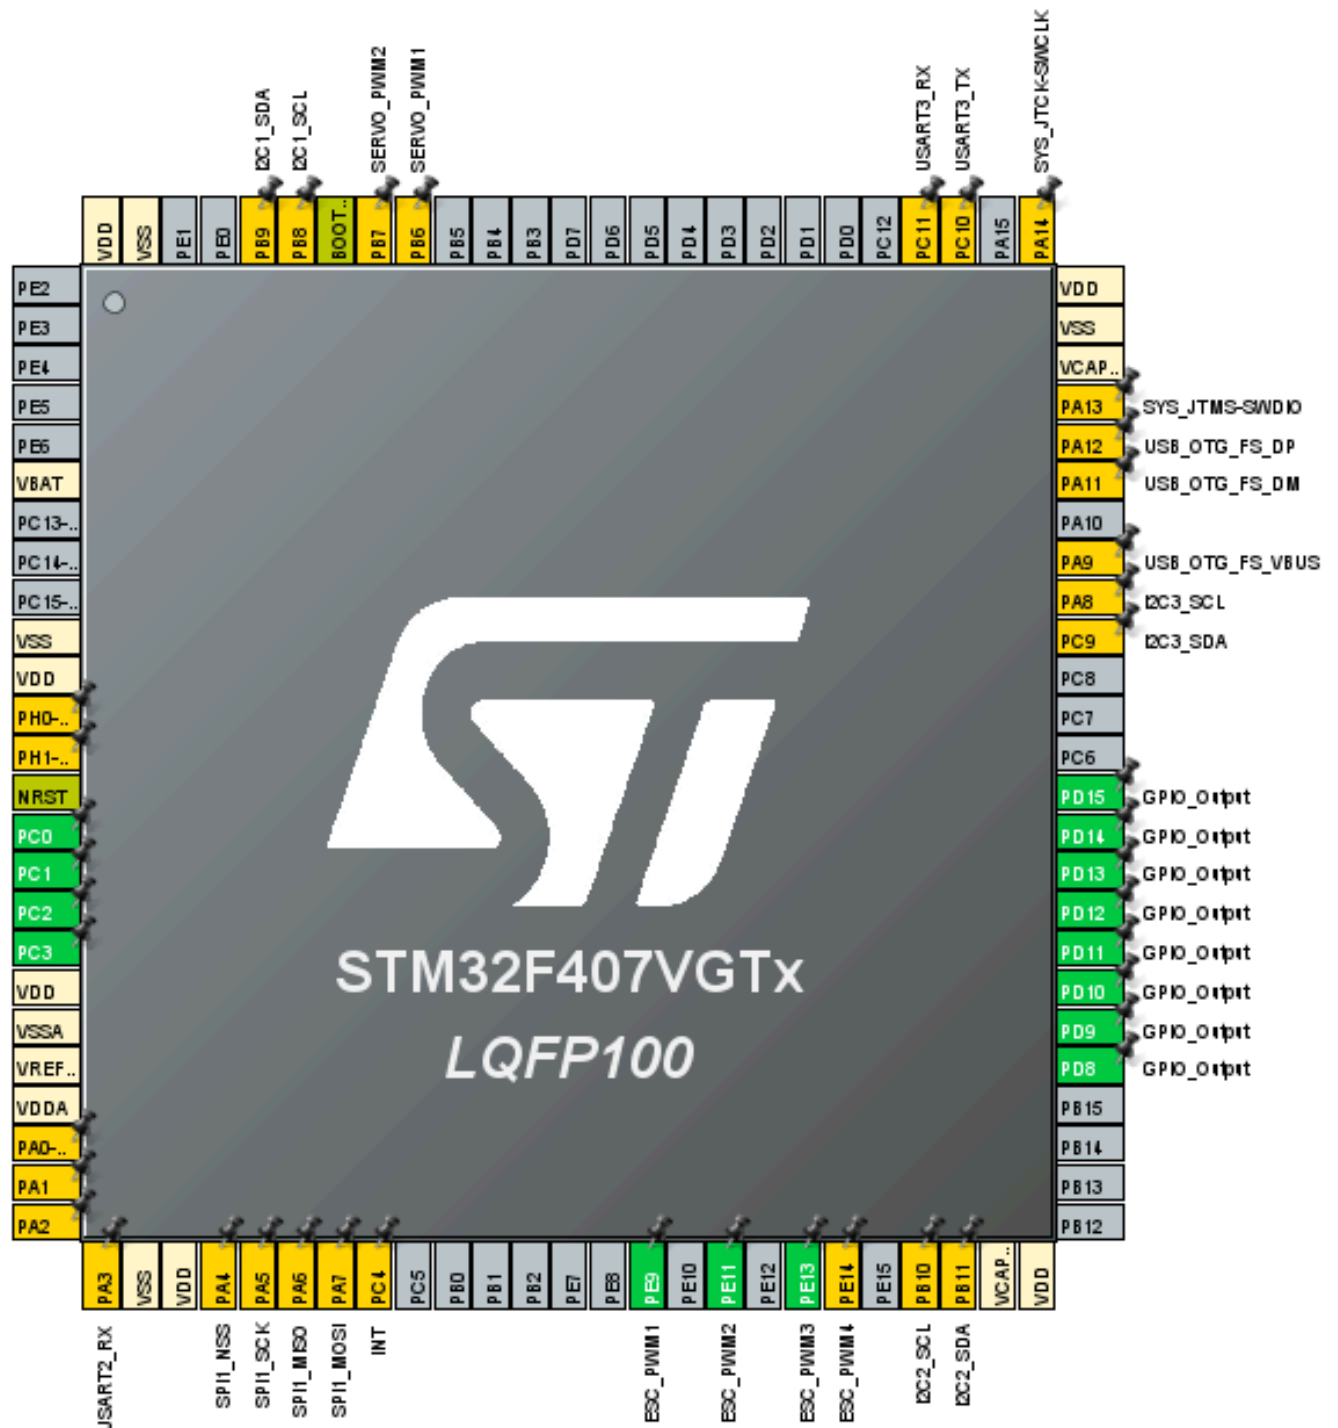 I2C1_SDA
I2C1_SCL
SERVO_PWM2
SERVO_PWM1
USART3_RX
USART3_TX
SYS_JTCK-SWCLK
VDD
VSS
PE1
PE0
PB9
PB8
BOOT..
PB7
PB6
PB5
PB4
PB3
PD7
PD6
PD5
PD4
PD3
PD2
PD1
PD0
PC12
PC11
PC10
PA15
PA14
PE2
PE3
PE4
PE5
PE6
VBAT
PC13-..
PC14-..
PC15-..
VSS
VDD
PH0-..
PH1-..
NRST
PC0
PC1
PC2
PC3
VDD
VSSA
VREF..
VDDA
PA0-..
PA1
PA2
ST
STM32F407VGTx
LQFP100
VDD
VSS
VCAP..
PA13 SYS_JTMS-SWDIO
PA12 USB_OTG_FS_DP
PA11 USB_OTG_FS_DM
PA10
PA9 USB_OTG_FS_VBUS
PA8 I2C3_SCL
PC9 I2C3_SDA
PC8
PC7
PC6
PD15 GPIO_Output
PD14 GPIO_Output
PD13 GPIO_Output
PD12 GPIO_Output
PD11 GPIO_Output
PD10 GPIO_Output
PD9 GPIO_Output
PD8 GPIO_Output
PB15
PB14
PB13
PB12
PA3
VSS
VDD
PA4
PA5
PA6
PA7
PC4
PC5
PB0
PB1
PB2
PE7
PE8
PE9
PE10
PE11
PE12
PE13
PE14
PE15
PB10
PB11
VCAP..
VDD
USART2_RX
SPI1_NSS
SPI1_SCK
SPI1_MISO
SPI1_MOSI
INT
ESC_PWM1
ESC_PWM2
ESC_PWM3
ESC_PWM4
I2C2_SCL
I2C2_SDA